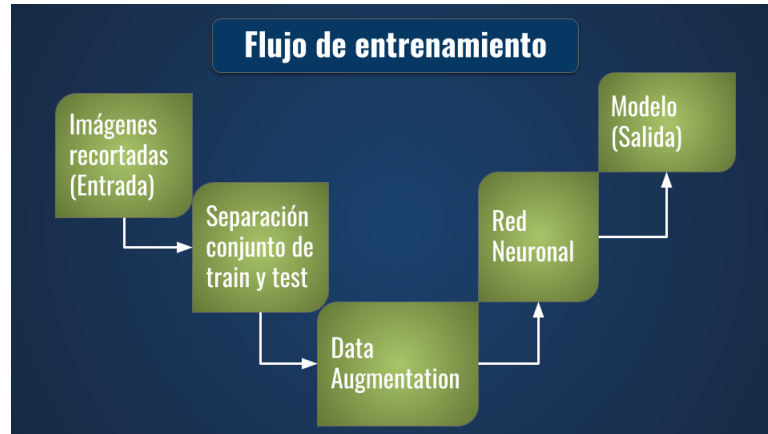 Flujo de entrenamiento
Imágenes
recortadas
(Entrada)
Separación
conjunto de
train y test
Data
Augmentation
Red
Neuronal
Modelo
(Salida)